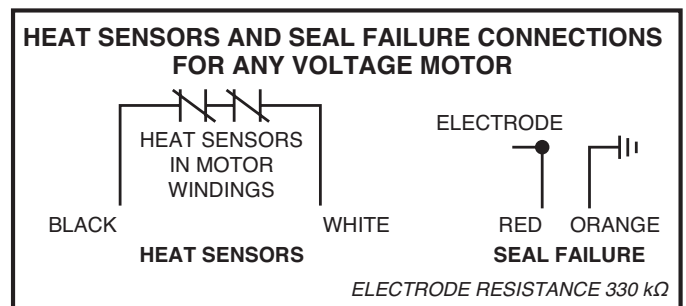 HEAT SENSORS AND SEAL FAILURE CONNECTIONS
FOR ANY VOLTAGE MOTOR
HEAT SENSORS
IN MOTOR
WINDINGS
BLACK
WHITE
HEAT SENSORS
ELECTRODE
RED
ORANGE
SEAL FAILURE
ELECTRODE RESISTANCE 330 kΩ